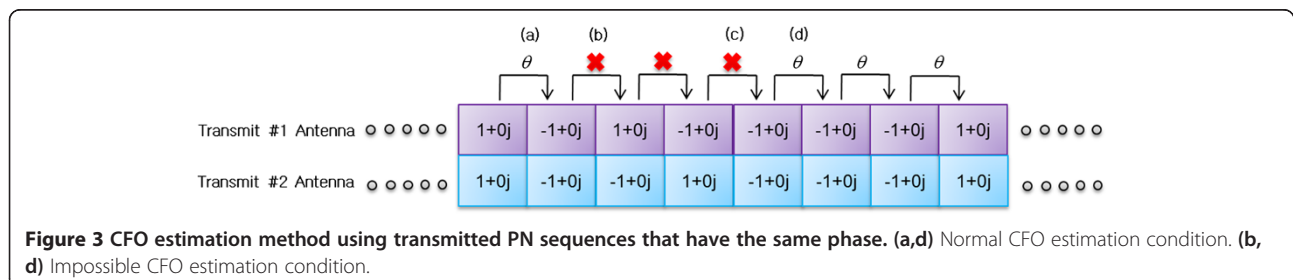 (a) (b) (c) (d)
θ θ θ θ
Transmit #1 Antenna 1+0j -1+0j 1+0j -1+0j -1+0j -1+0j -1+0j 1+0j
Transmit #2 Antenna 1+0j -1+0j -1+0j 1+0j -1+0j -1+0j -1+0j 1+0j
Figure 3 CFO estimation method using transmitted PN sequences that have the same phase. (a,d) Normal CFO estimation condition. (b,
d) Impossible CFO estimation condition.